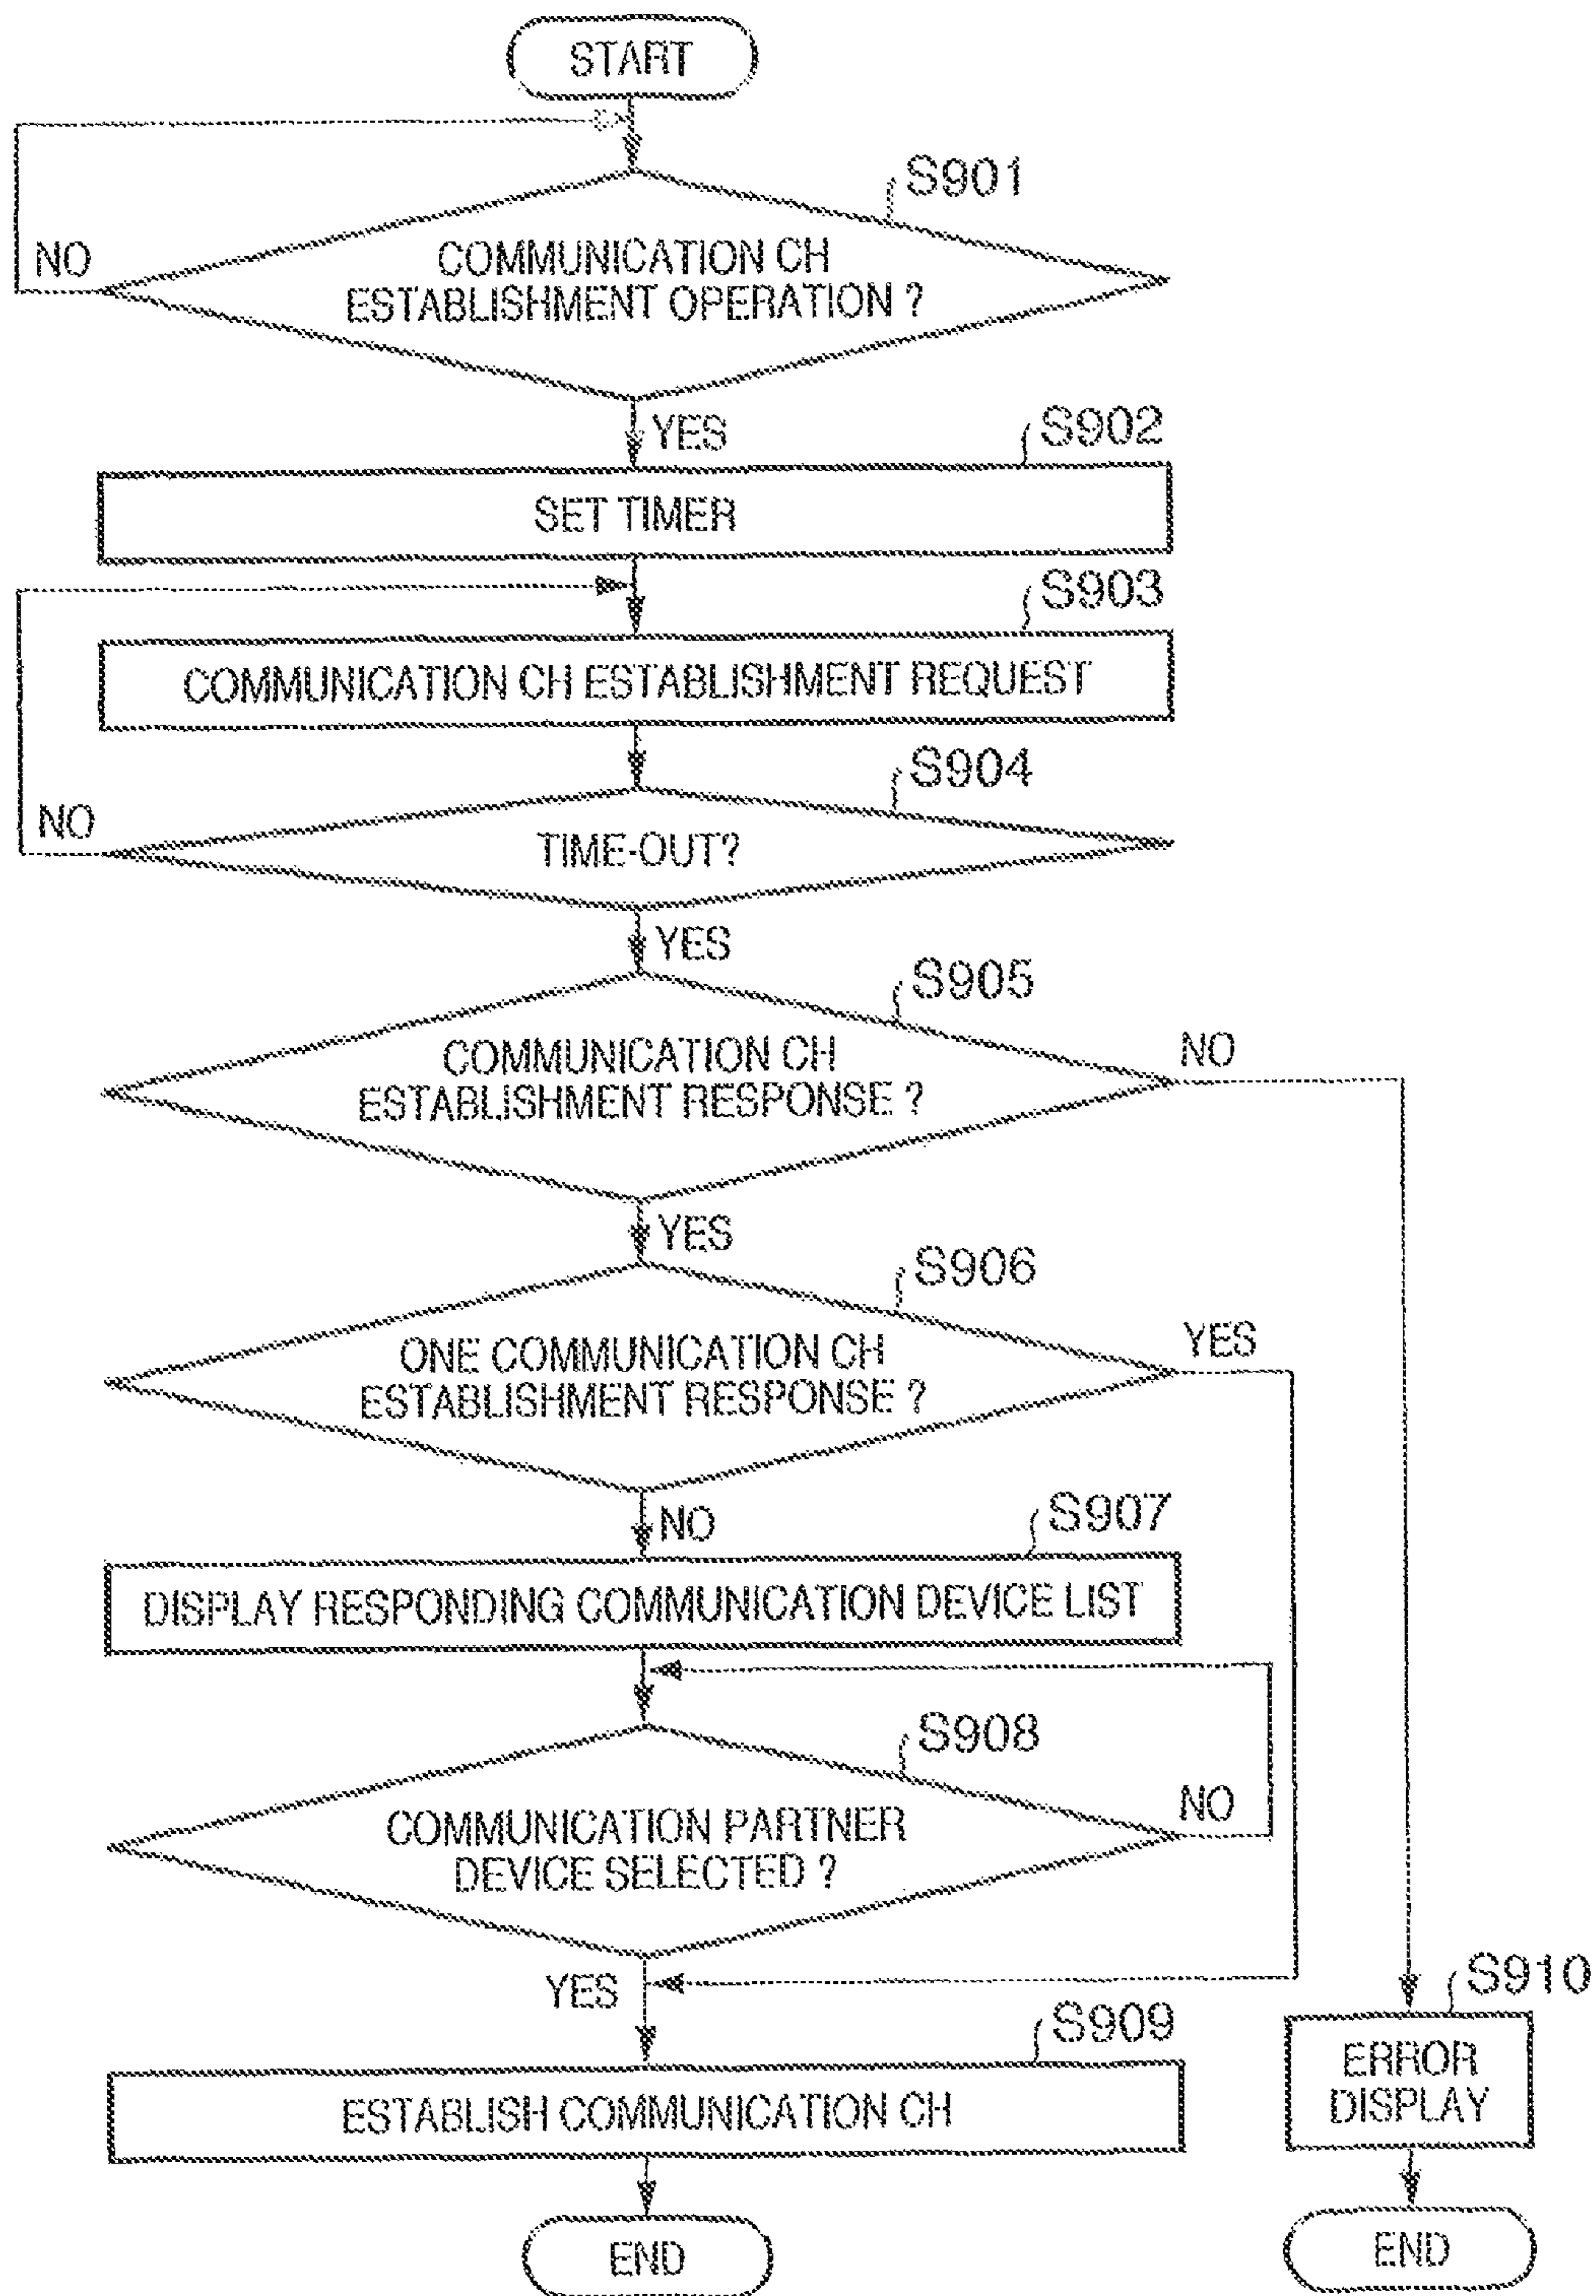 START
S901
NO
COMMUNICATION CH
ESTABLISHMENT OPERATION ?
YES
S902
SET TIMER
S903
COMMUNICATION CH ESTABLISHMENT REQUEST
S904
NO
TIME-OUT?
YES
S905
COMMUNICATION CH
ESTABLISHMENT RESPONSE ?
NO
YES
S906
ONE COMMUNICATION CH
ESTABLISHMENT RESPONSE ?
YES
NO
S907
DISPLAY RESPONDING COMMUNICATION DEVICE LIST
S908
COMMUNICATION PARTNER
DEVICE SELECTED ?
NO
YES
S909
ESTABLISH COMMUNICATION CH
END
S910
ERROR
DISPLAY
END